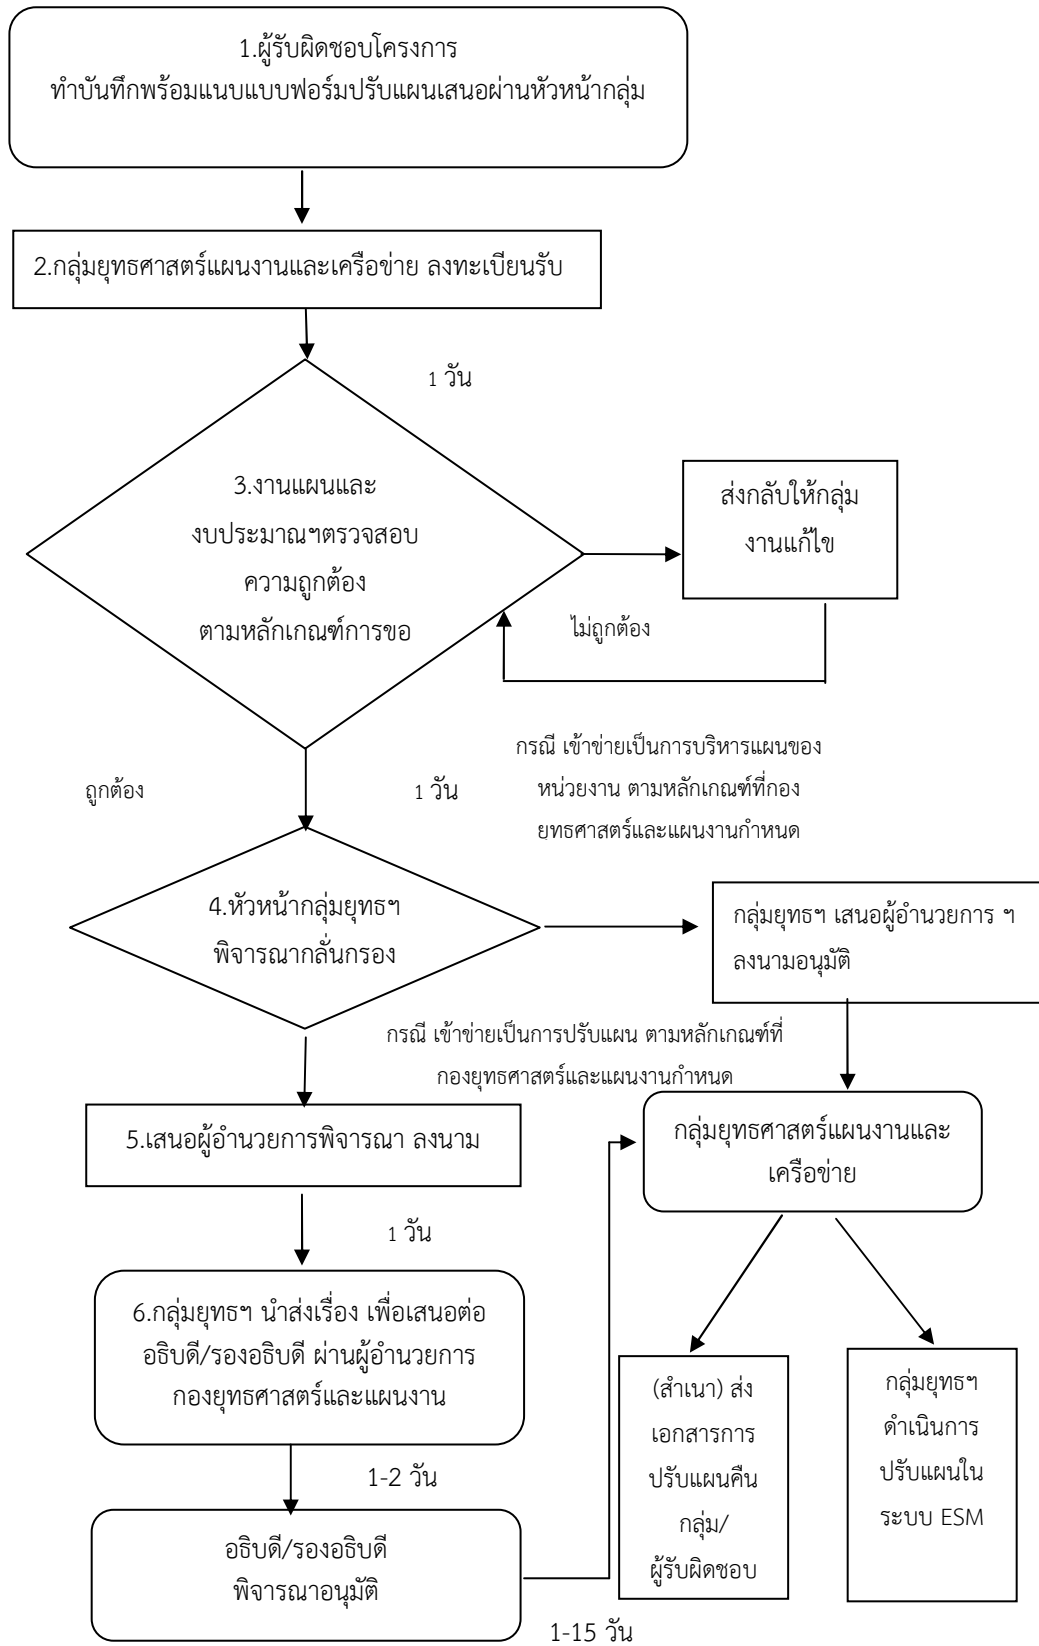 1.ผู้รับผิดชอบโครงการ
ทำบันทึกพร้อมแนบแบบฟอร์มปรับแผนเสนอผ่านหัวหน้ากลุ่ม
2.กลุ่มยุทธศาสตร์แผนงานและเครือข่าย ลงทะเบียนรับ
1 วัน
3.งานแผนและ
งบประมาณฯตรวจสอบ
ความถูกต้อง
ตามหลักเกณฑ์การขอ
ส่งกลับให้กลุ่ม
งานแก้ไข
ไม่ถูกต้อง
ถูกต้อง
1 วัน
กรณี เข้าข่ายเป็นการบริหารแผนของ
หน่วยงาน ตามหลักเกณฑ์ที่กอง
ยทธศาสตร์และแผนงานกำหนด
4.หัวหน้ากลุ่มยุทธฯ
พิจารณากลั่นกรอง
กลุ่มยุทธฯ เสนอผู้อำนวยการ ฯ
ลงนามอนุมัติ
กรณี เข้าข่ายเป็นการปรับแผน ตามหลักเกณฑ์ที่
กองยุทธศาสตร์และแผนงานกำหนด
5.เสนอผู้อำนวยการพิจารณา ลงนาม
กลุ่มยุทธศาสตร์แผนงานและ
เครือข่าย
1 วัน
6.กลุ่มยุทธฯ นำส่งเรื่อง เพื่อเสนอต่อ
อธิบดี/รองอธิบดี ผ่านผู้อำนวยการ
กองยุทธศาสตร์และแผนงาน
(สำเนา) ส่ง
เอกสารการ
ปรับแผนคืน
กลุ่ม/
ผู้รับผิดชอบ
กลุ่มยุทธฯ
ดำเนินการ
ปรับแผนใน
ระบบ ESM
1-2 วัน
อธิบดี/รองอธิบดี
พิจารณาอนุมัติ
1-15 วัน